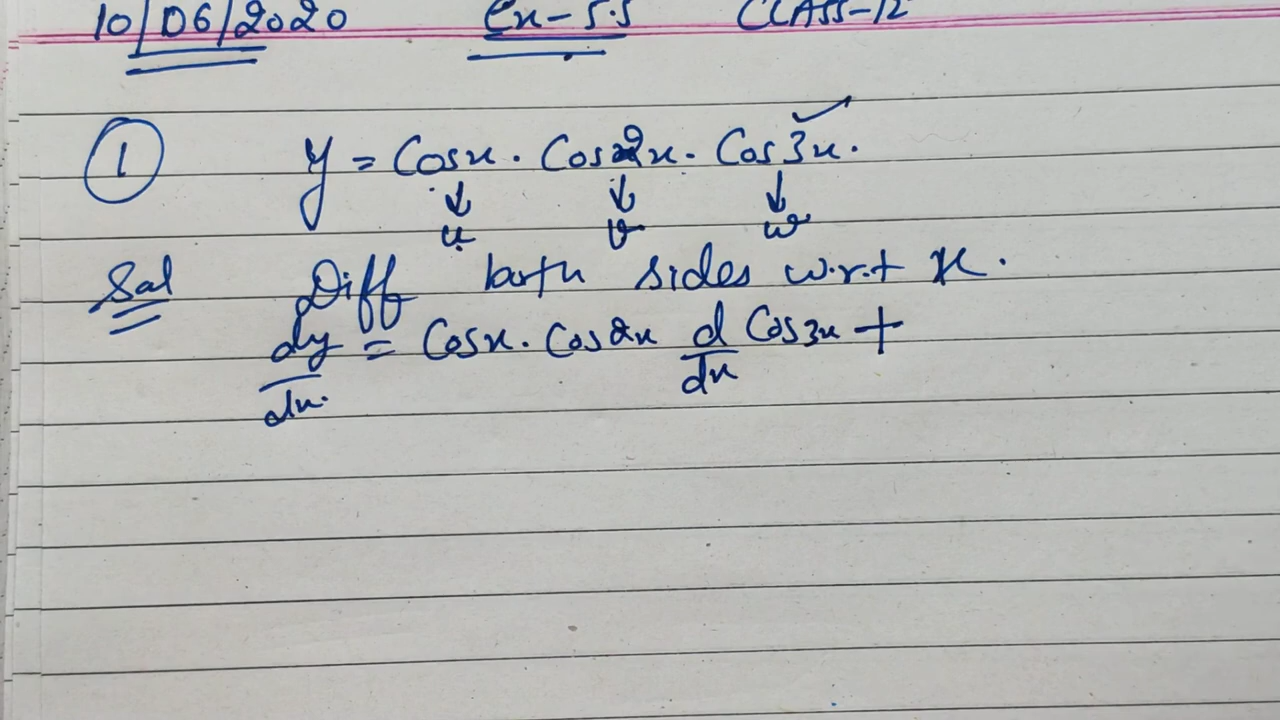 10/06/2020 Ex-5.5 CLASS-12
1 y = Cosx . Cos2x . Cos3x .
u v w
Sol Diff both sides w.r.t x .
dy/dx = Cosx . Cos2x d/dx Cos3x +